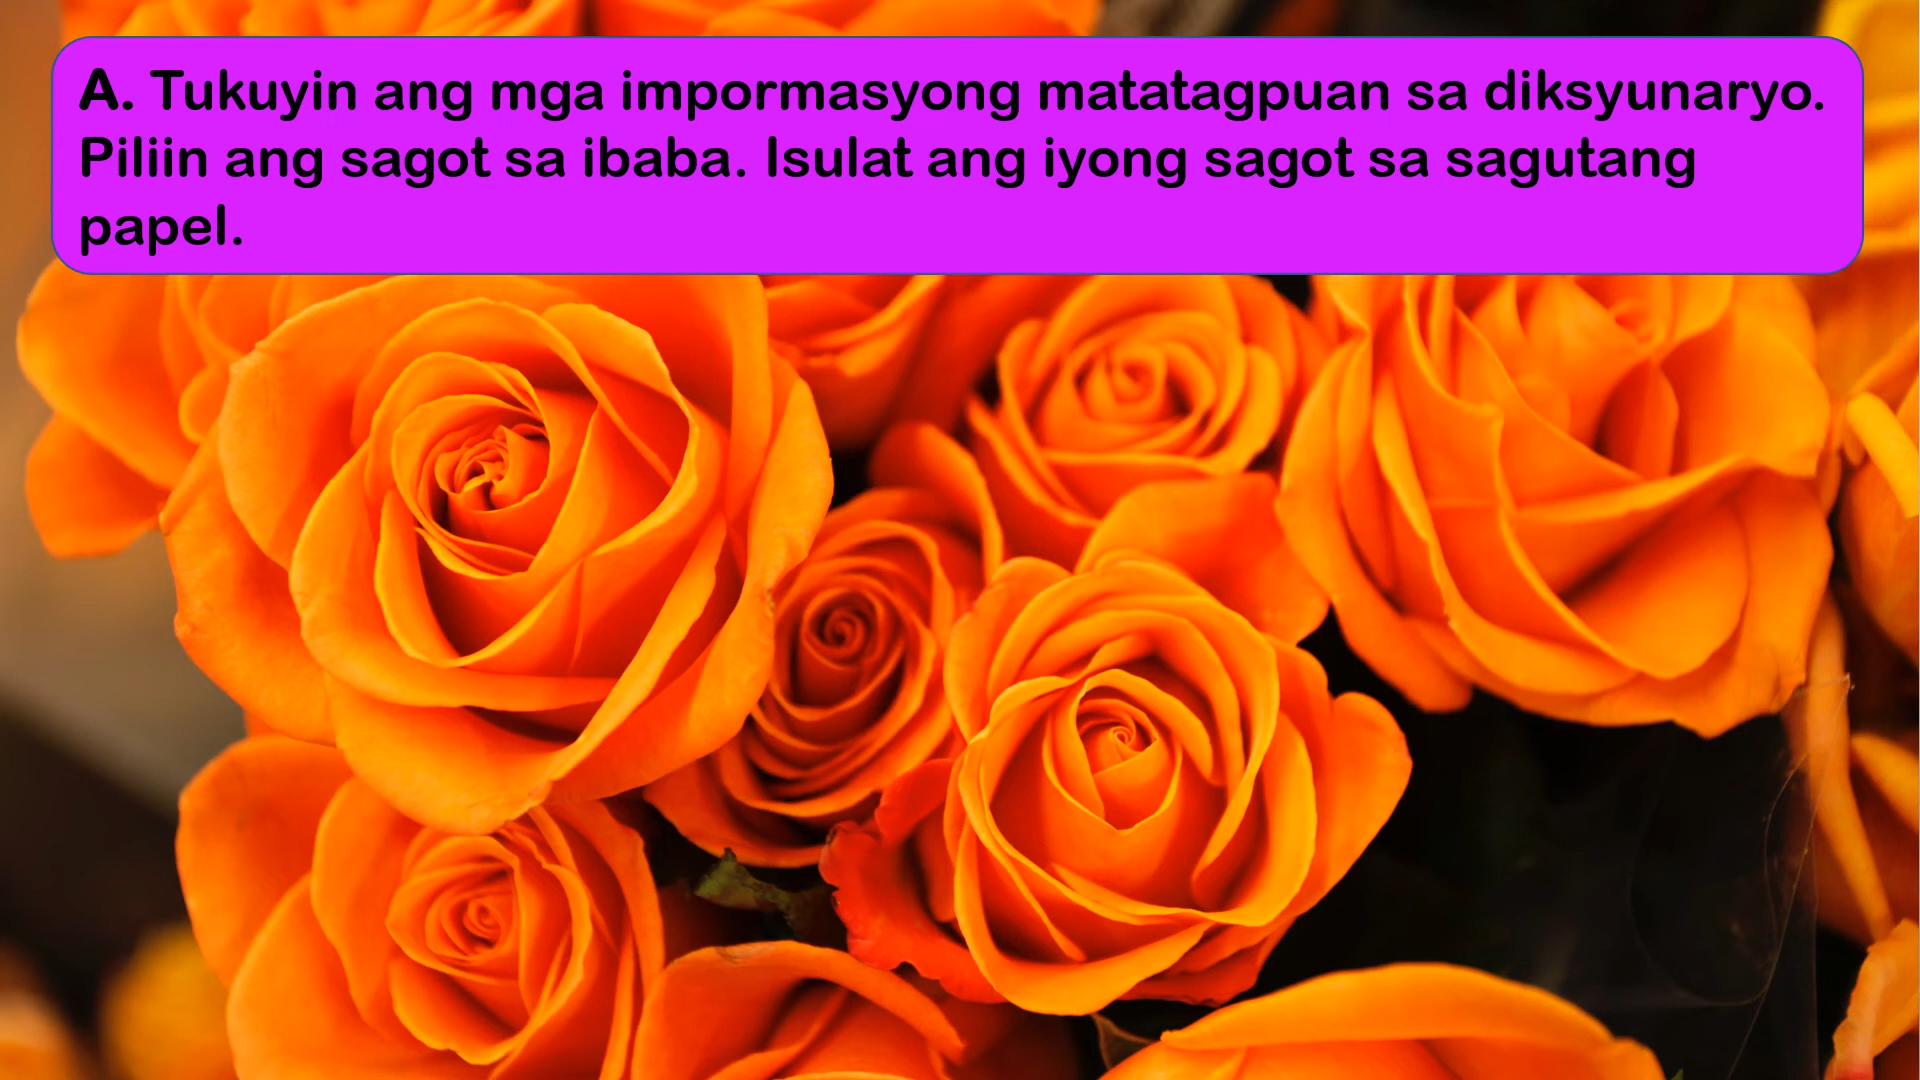 A. Tukuyin ang mga impormasyong matatagpuan sa diksyunaryo.
Piliin ang sagot sa ibaba. Isulat ang iyong sagot sa sagutang
papel.